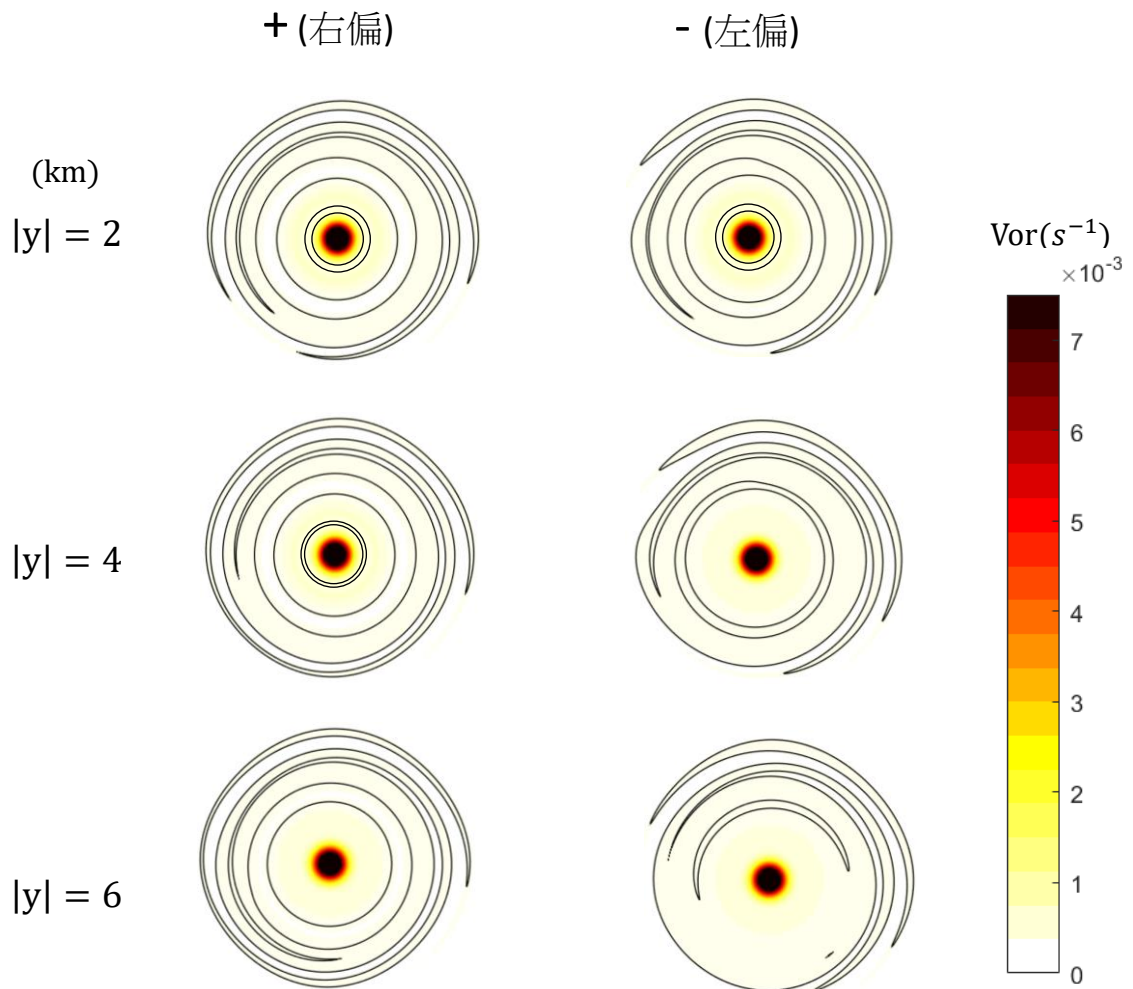 + (右偏)
- (左偏)
(km)
|y| = 2
|y| = 4
|y| = 6
Vor(s⁻¹)
×10⁻³
7
6
5
4
3
2
1
0